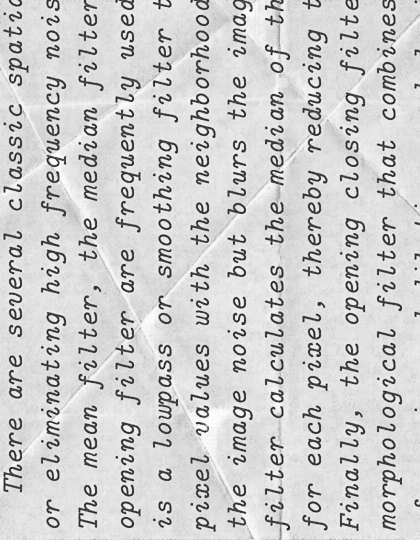 There are several classic spatia
or eliminating high frequency nois
The mean filter, the median filter
opening filter are frequently used
is a lowpass or smoothing filter t
pixel values with the neighborhood
the image noise but blurs the imag
filter calculates the median of th
for each pixel, thereby reducing t
Finally, the opening closing filte
morphological filter that combines